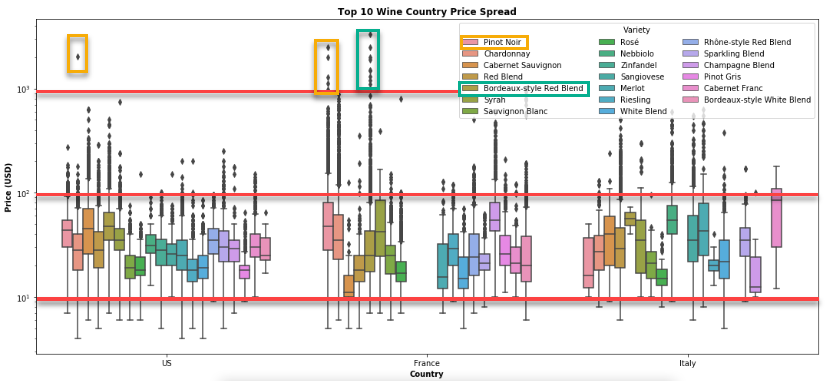 Top 10 Wine Country Price Spread
Variety
Pinot Noir
Chardonnay
Cabernet Sauvignon
Red Blend
Bordeaux-style Red Blend
Syrah
Sauvignon Blanc
Rosé
Nebbiolo
Zinfandel
Sangiovese
Merlot
Riesling
White Blend
Rhône-style Red Blend
Sparkling Blend
Champagne Blend
Pinot Gris
Cabernet Franc
Bordeaux-style White Blend
Price (USD)
10³
10²
10¹
US
France
Italy
Country